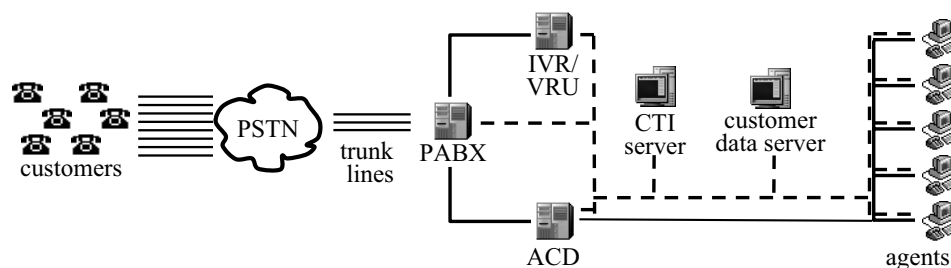 IVR/
VRU
PSTN
customers
trunk
lines
PABX
CTI
server
customer
data server
ACD
agents